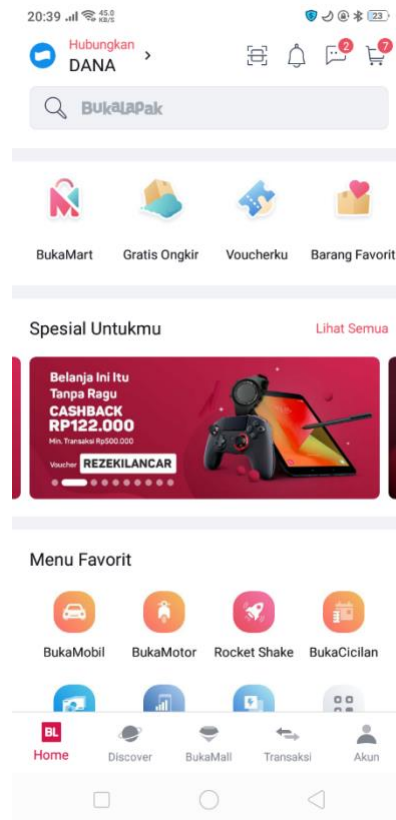 20:39 45.0 KB/S 23
Hubungkan
DANA
2
7
BukaLaPak
BukaMart Gratis Ongkir Voucherku Barang Favorit
Spesial Untukmu Lihat Semua
Belanja Ini Itu
Tanpa Ragu
CASHBACK
RP122.000
Min. Transaksi Rp500.000
Voucher REZEKILANCAR
Menu Favorit
BukaMobil BukaMotor Rocket Shake BukaCicilan
BL
Home Discover BukaMall Transaksi Akun